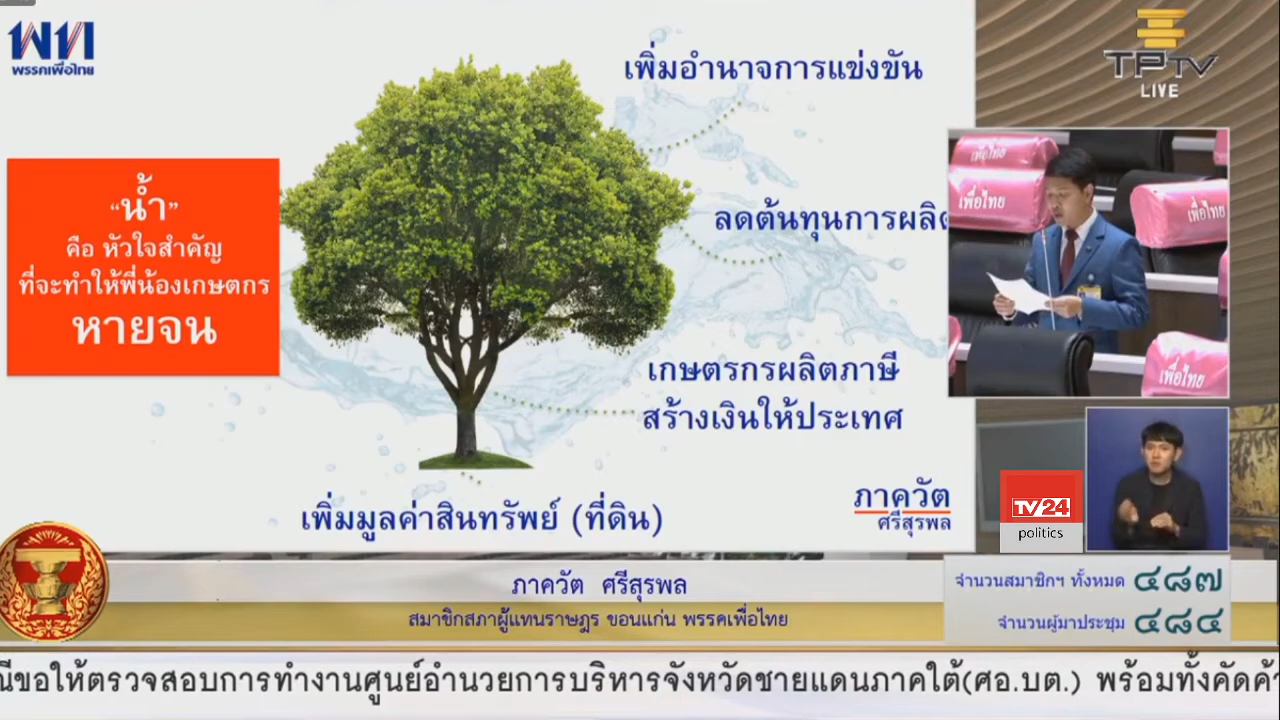 พท
พรรคเพื่อไทย
เพิ่มอำนาจการแข่งขัน
TPTV
LIVE
เพื่อไทย
เพื่อไทย
เพื่อไทย
เพื่อไทย
“น้ำ”
คือ หัวใจสำคัญ
ที่จะทำให้พี่น้องเกษตกร
หายจน
ลดต้นทุนการผลิต
เกษตรกรผลิตภาษี
สร้างเงินให้ประเทศ
เพิ่มมูลค่าสินทรัพย์ (ที่ดิน)
ภาควัต
ศรีสุรพล
TV24
politics
ภาควัต ศรีสุรพล
สมาชิกสภาผู้แทนราษฎร ขอนแก่น พรรคเพื่อไทย
จำนวนสมาชิกฯ ทั้งหมด ๔๘๗
จำนวนผู้มาประชุม ๔๘๔
ณีขอให้ตรวจสอบการทำงานศูนย์อำนวยการบริหารจังหวัดชายแดนภาคใต้(ศอ.บต.) พร้อมทั้งคัดค้า